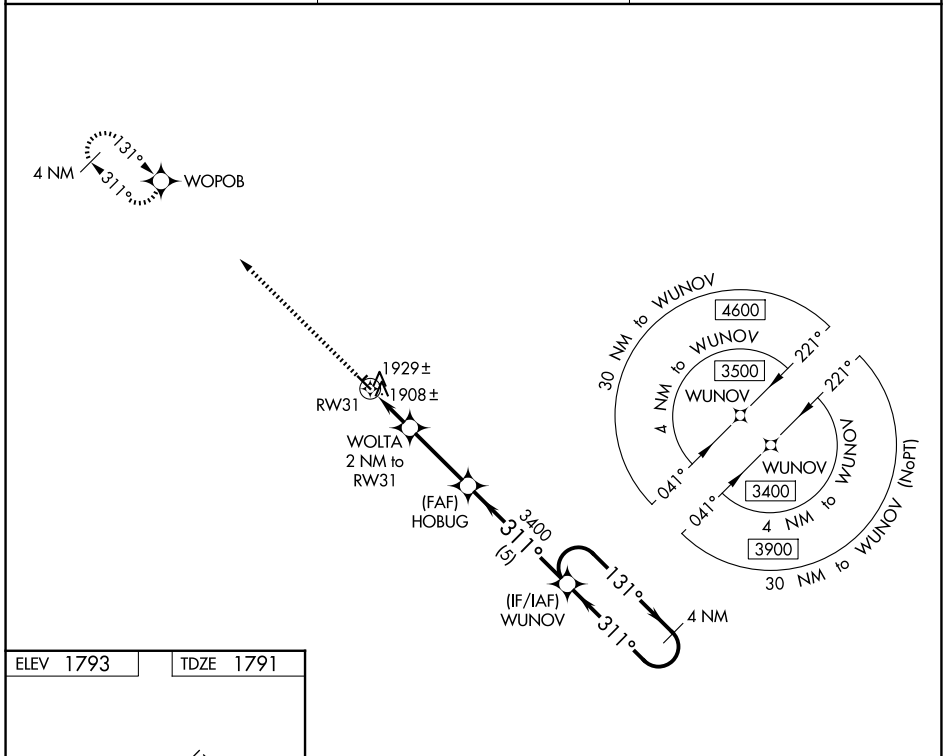 131°
4 NM
311°
WOPOB
1929±
1908±
RW31
WOLTA
2 NM to
RW31
(FAF)
HOBUG
3400
311°
(5)
(IF/IAF)
WUNOV
131°
311°
4 NM
30 NM to WUNOV
4600
4 NM to WUNOV
3500
WUNOV
221°
041°
221°
041°
WUNOV
3400
4 NM to WUNOV
3900
30 NM to WUNOV (NoPT)
ELEV 1793
TDZE 1791